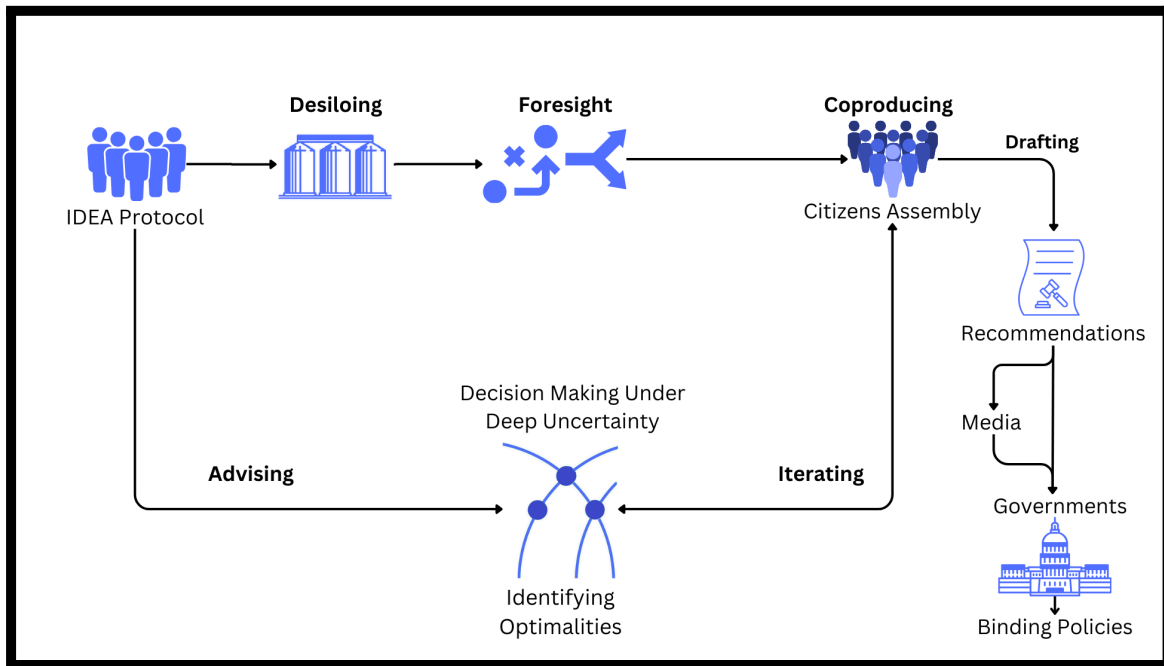 Desiloing
Foresight
Coproducing
Drafting
IDEA Protocol
Citizens Assembly
Recommendations
Media
Decision Making Under
Deep Uncertainty
Advising
Iterating
Governments
Identifying
Optimalities
Binding Policies